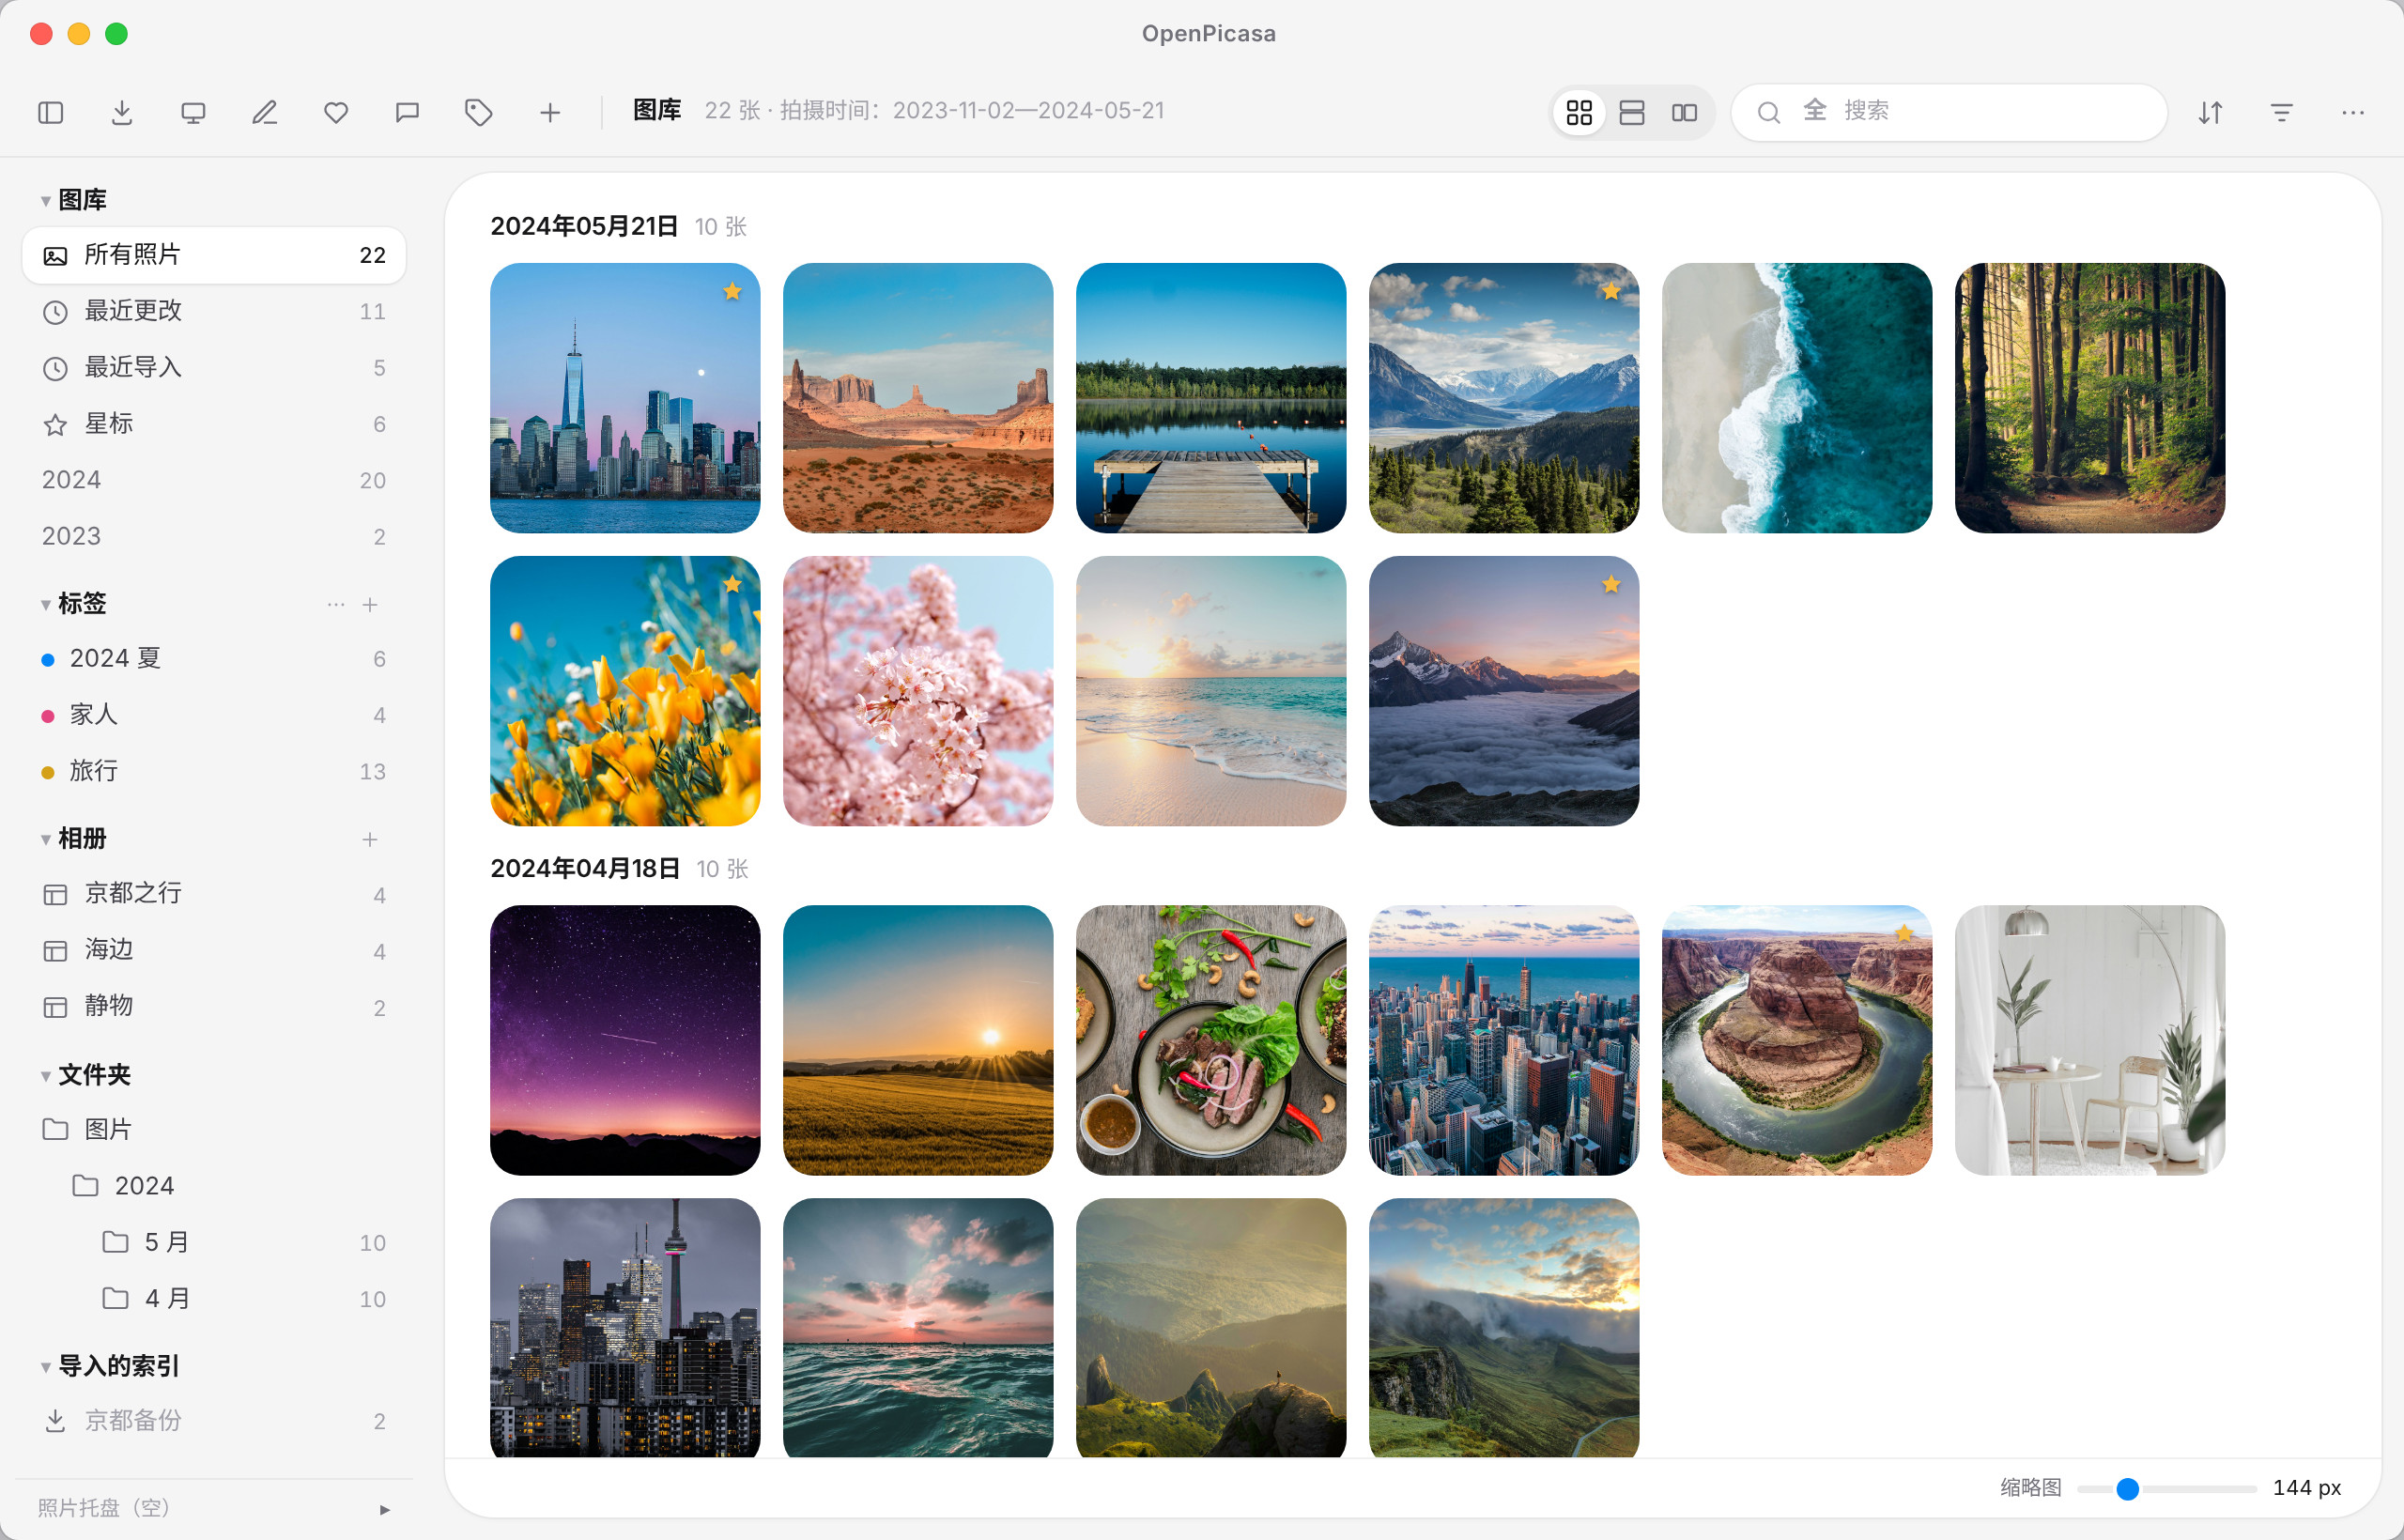 OpenPicasa
图库 22 张 · 拍摄时间：2023-11-02—2024-05-21
全 搜索
图库
所有照片 22
最近更改 11
最近导入 5
星标 6
2024 20
2023 2
标签
2024 夏 6
家人 4
旅行 13
相册
京都之行 4
海边 4
静物 2
文件夹
图片
2024
5 月 10
4 月 10
导入的索引
京都备份 2
照片托盘（空）
2024年05月21日 10 张
2024年04月18日 10 张
缩略图 144 px